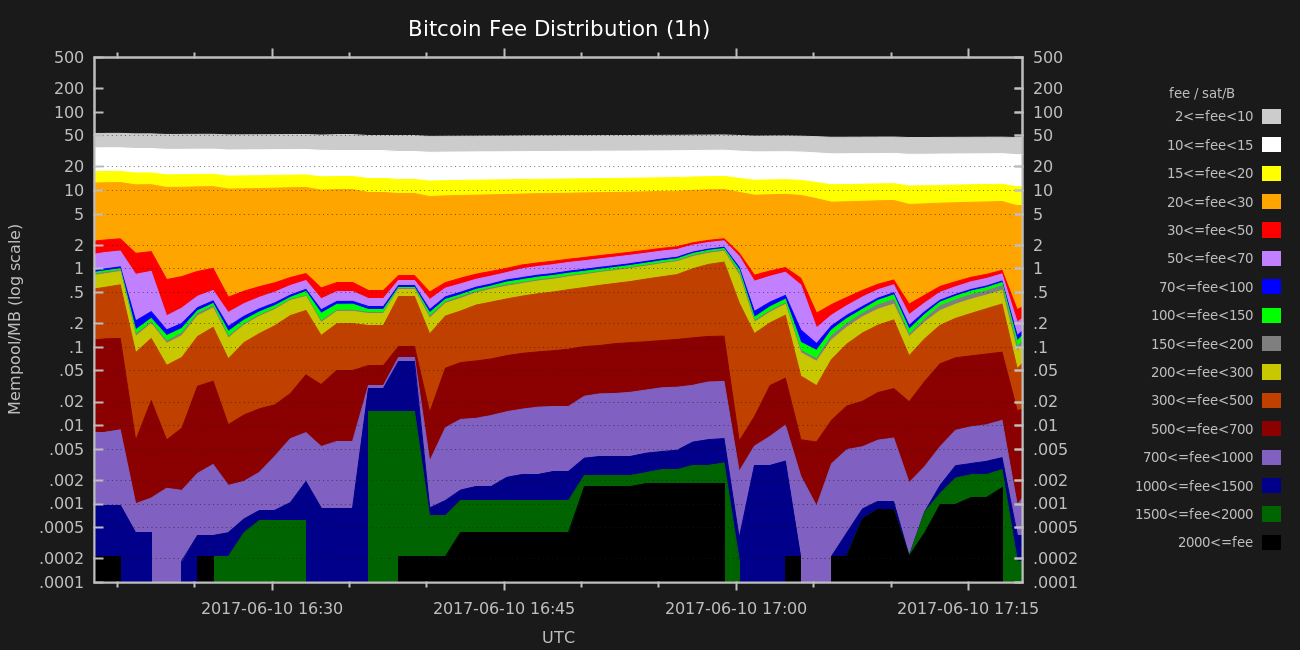 Bitcoin Fee Distribution (1h)
500
200
100
50
20
10
5
2
1
.5
.2
.1
.05
.02
.01
.005
.002
.001
.0005
.0002
.0001
Mempool/MB (log scale)
500
200
100
50
20
10
5
2
1
.5
.2
.1
.05
.02
.01
.005
.002
.001
.0005
.0002
.0001
2017-06-10 16:30
2017-06-10 16:45
2017-06-10 17:00
2017-06-10 17:15
UTC
fee / sat/B
2<=fee<10
10<=fee<15
15<=fee<20
20<=fee<30
30<=fee<50
50<=fee<70
70<=fee<100
100<=fee<150
150<=fee<200
200<=fee<300
300<=fee<500
500<=fee<700
700<=fee<1000
1000<=fee<1500
1500<=fee<2000
2000<=fee